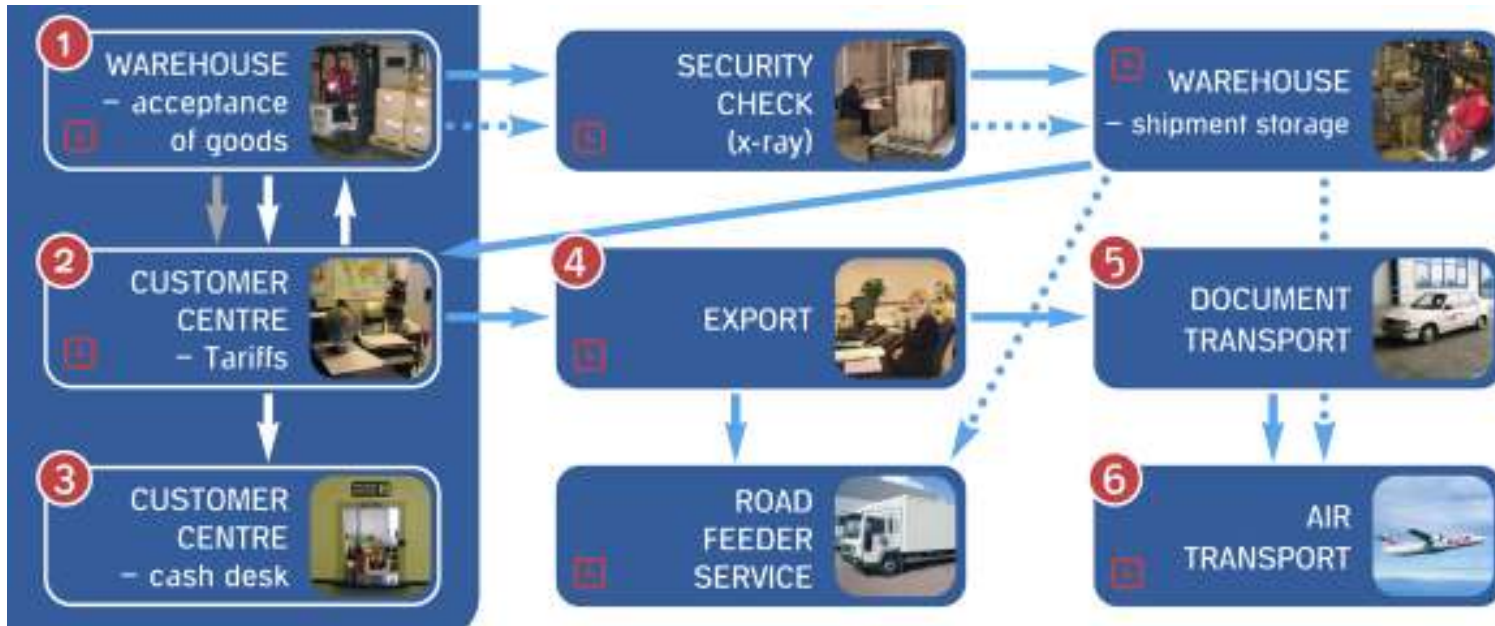 1
WAREHOUSE
– acceptance
of goods
SECURITY
CHECK
(x-ray)
WAREHOUSE
– shipment storage
2
CUSTOMER
CENTRE
– Tariffs
4
EXPORT
5
DOCUMENT
TRANSPORT
3
CUSTOMER
CENTRE
– cash desk
ROAD
FEEDER
SERVICE
6
AIR
TRANSPORT